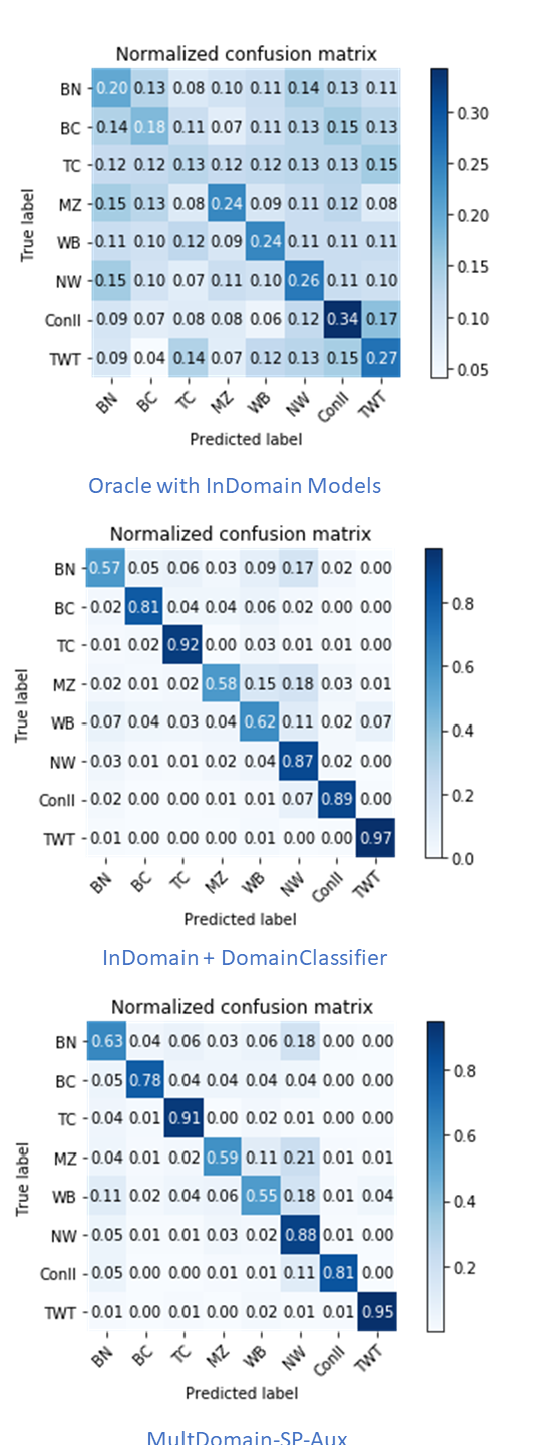 Normalized confusion matrix
BN 0.20 0.13 0.08 0.10 0.11 0.14 0.13 0.11
BC 0.14 0.18 0.11 0.07 0.11 0.13 0.15 0.13
TC 0.12 0.12 0.13 0.12 0.12 0.13 0.13 0.15
MZ 0.15 0.13 0.08 0.24 0.09 0.11 0.12 0.08
WB 0.11 0.10 0.12 0.09 0.24 0.11 0.11 0.11
NW 0.15 0.10 0.07 0.11 0.10 0.26 0.11 0.10
ConII 0.09 0.07 0.08 0.08 0.06 0.12 0.34 0.17
TWT 0.09 0.04 0.14 0.07 0.12 0.13 0.15 0.27
True label
BN BC TC MZ WB NW ConII TWT
Predicted label
0.30
0.25
0.20
0.15
0.10
0.05
Oracle with InDomain Models
Normalized confusion matrix
BN 0.57 0.05 0.06 0.03 0.09 0.17 0.02 0.00
BC 0.02 0.81 0.04 0.04 0.06 0.02 0.00 0.00
TC 0.01 0.02 0.92 0.00 0.03 0.01 0.01 0.00
MZ 0.02 0.01 0.02 0.58 0.15 0.18 0.03 0.01
WB 0.07 0.04 0.03 0.04 0.62 0.11 0.02 0.07
NW 0.03 0.01 0.01 0.02 0.04 0.87 0.02 0.00
ConII 0.02 0.00 0.00 0.01 0.01 0.07 0.89 0.00
TWT 0.01 0.00 0.00 0.00 0.01 0.00 0.00 0.97
True label
BN BC TC MZ WB NW ConII TWT
Predicted label
0.8
0.6
0.4
0.2
0.0
InDomain + DomainClassifier
Normalized confusion matrix
BN 0.63 0.04 0.06 0.03 0.06 0.18 0.00 0.00
BC 0.05 0.78 0.04 0.04 0.04 0.04 0.00 0.00
TC 0.04 0.01 0.91 0.00 0.02 0.01 0.00 0.00
MZ 0.04 0.01 0.02 0.59 0.11 0.21 0.01 0.01
WB 0.11 0.02 0.04 0.06 0.55 0.18 0.01 0.04
NW 0.05 0.01 0.01 0.03 0.02 0.88 0.01 0.00
ConII 0.05 0.00 0.00 0.01 0.01 0.11 0.81 0.00
TWT 0.01 0.00 0.01 0.00 0.02 0.01 0.01 0.95
True label
BN BC TC MZ WB NW ConII TWT
Predicted label
0.8
0.6
0.4
0.2
MultDomain-SP-Aux